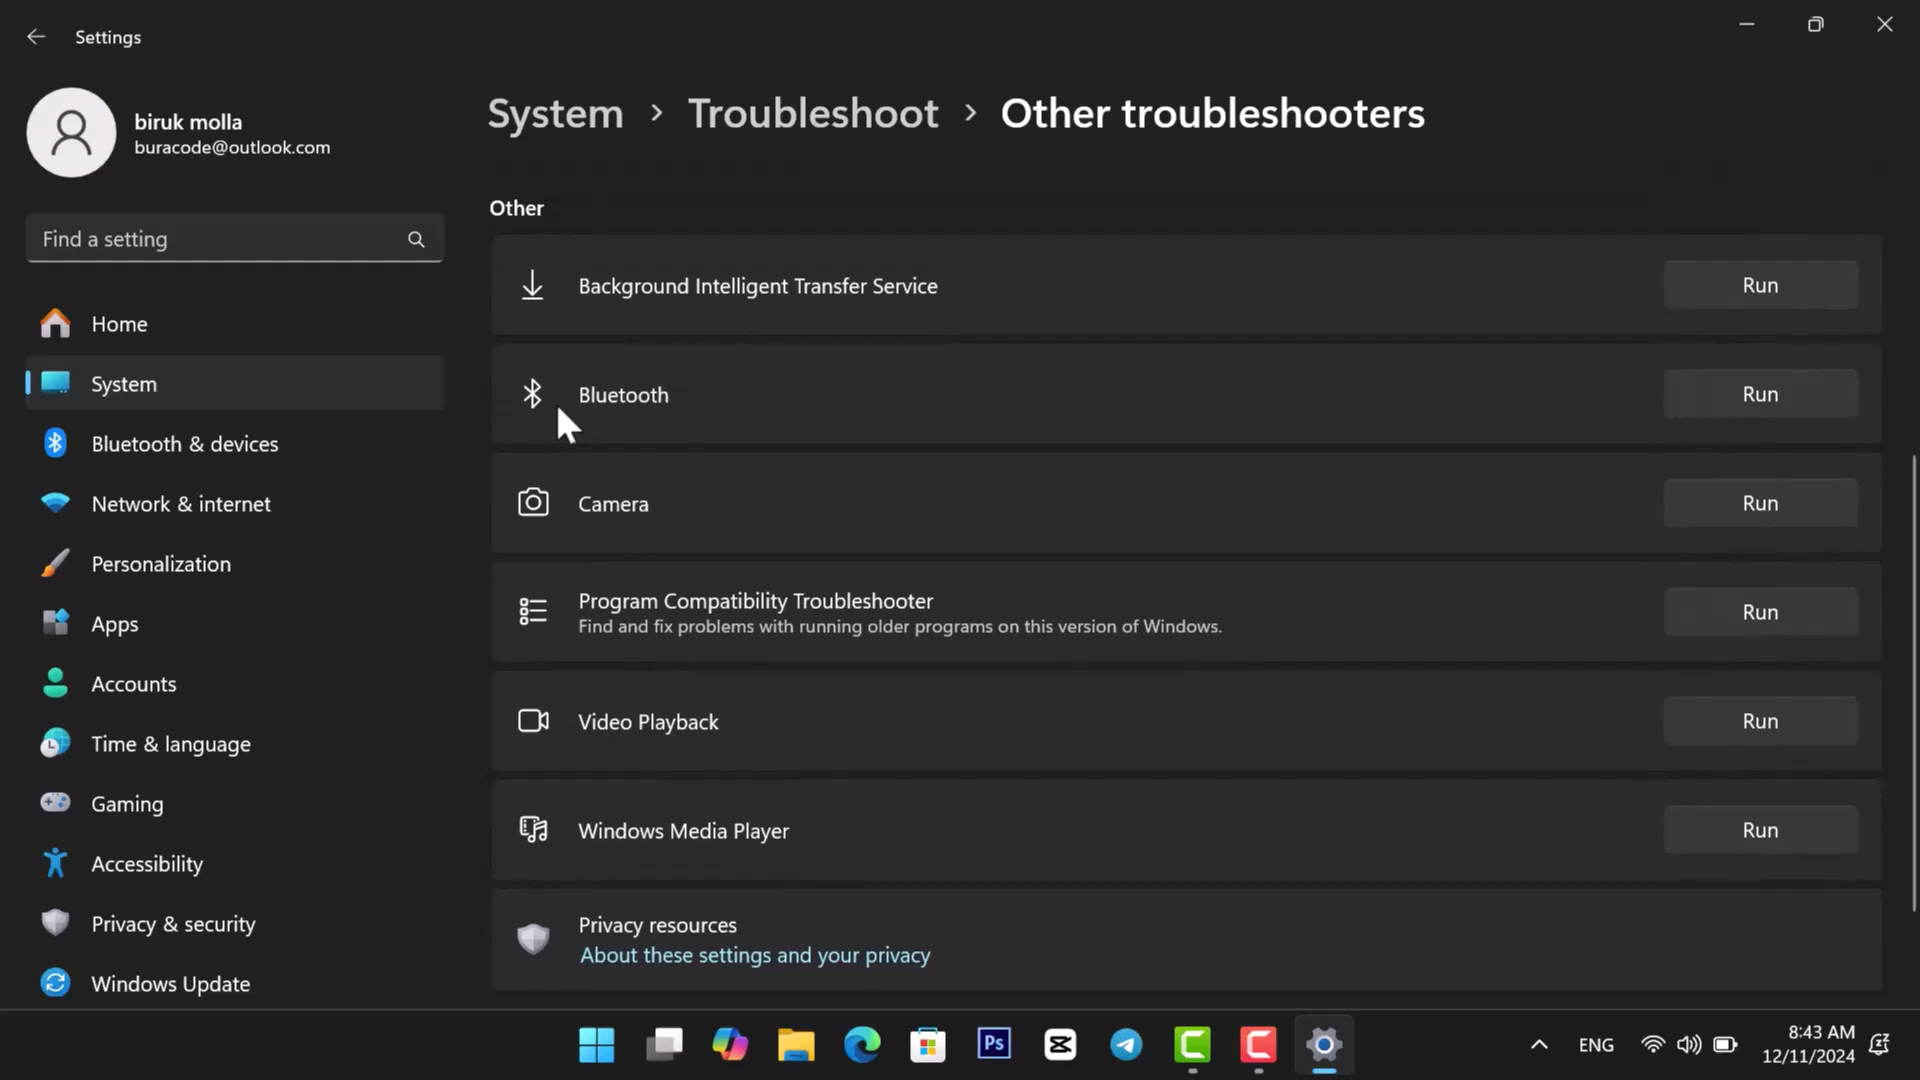 Settings
biruk molla
buracode@outlook.com
Find a setting
Home
System
Bluetooth & devices
Network & internet
Personalization
Apps
Accounts
Time & language
Gaming
Accessibility
Privacy & security
Windows Update
System > Troubleshoot > Other troubleshooters
Other
Background Intelligent Transfer Service
Run
Bluetooth
Run
Camera
Run
Program Compatibility Troubleshooter
Find and fix problems with running older programs on this version of Windows.
Run
Video Playback
Run
Windows Media Player
Run
Privacy resources
About these settings and your privacy
Ps
ENG
8:43 AM
12/11/2024